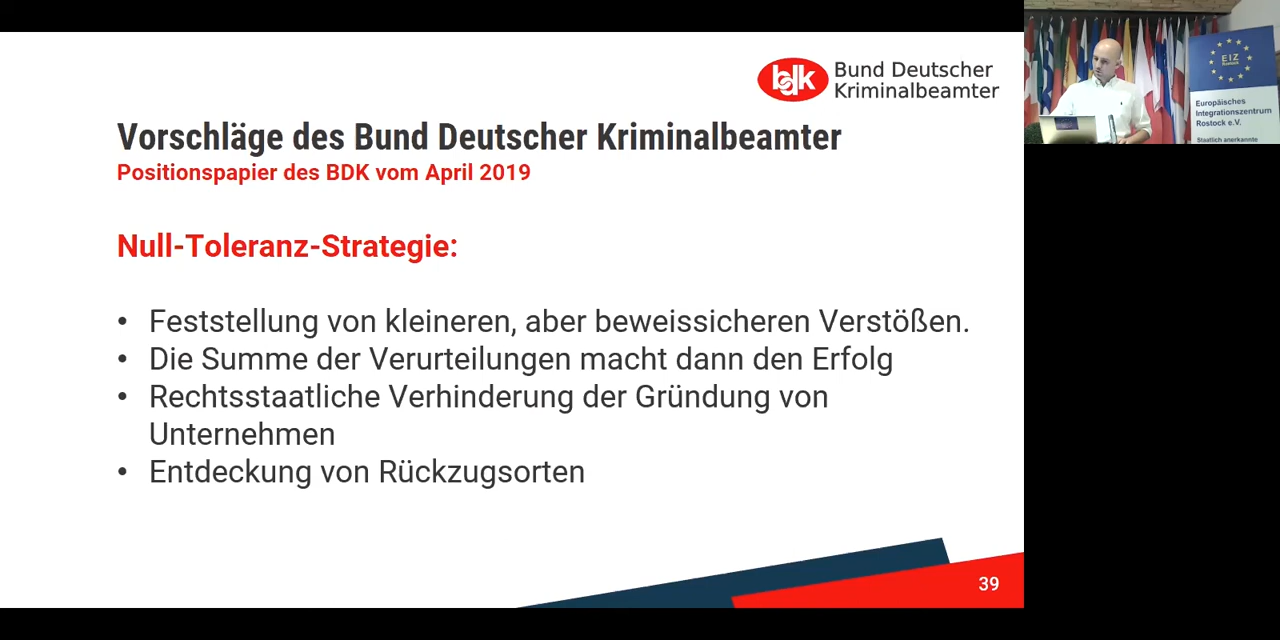 bdk Bund Deutscher
Kriminalbeamter
Vorschläge des Bund Deutscher Kriminalbeamter
Positionspapier des BDK vom April 2019
Null-Toleranz-Strategie:
• Feststellung von kleineren, aber beweissicheren Verstößen.
• Die Summe der Verurteilungen macht dann den Erfolg
• Rechtsstaatliche Verhinderung der Gründung von
Unternehmen
• Entdeckung von Rückzugsorten
39
EIZ
Rostock
Europäisches
Integrationszentrum
Rostock e.V.
Staatlich anerkannte